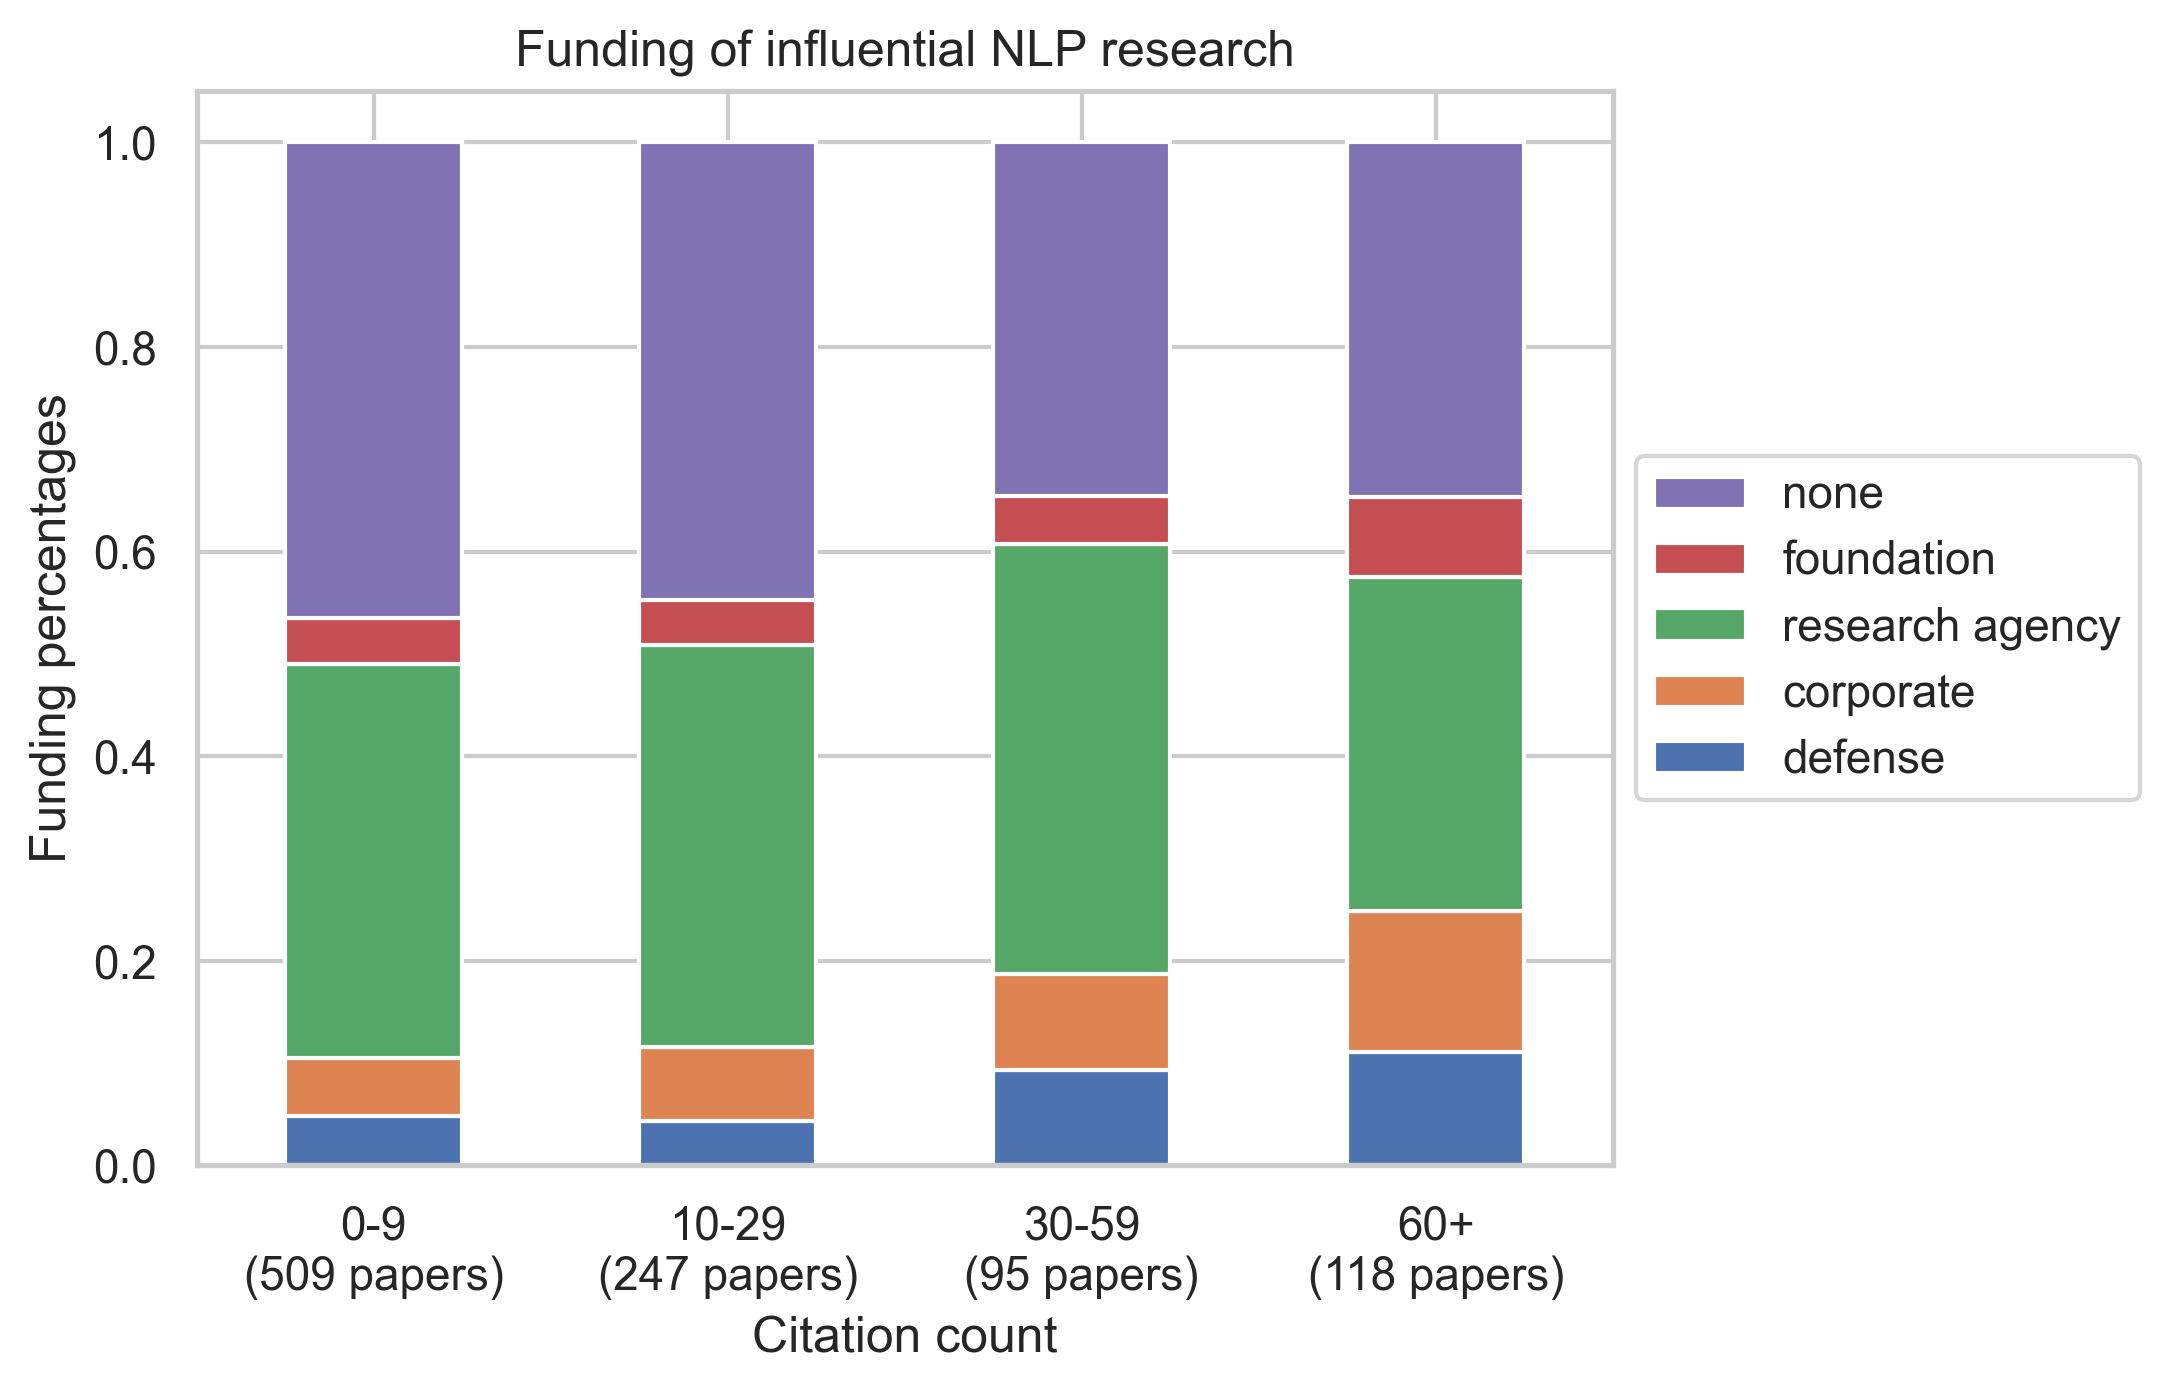 Funding of influential NLP research
Funding percentages
1.0
0.8
0.6
0.4
0.2
0.0
0-9
(509 papers)
10-29
(247 papers)
30-59
(95 papers)
60+
(118 papers)
Citation count
none
foundation
research agency
corporate
defense